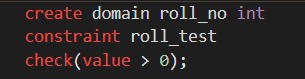 create domain roll_no int
constraint roll_test
check(value > 0);